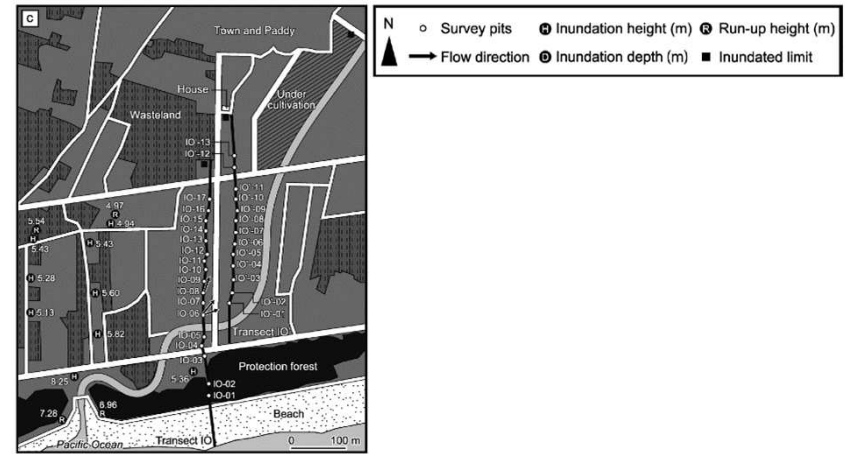 C
Town and Paddy
House
Under
cultivation
Wasteland
IO'-13
IO'-12
IO-17
IO-16
IO-15
IO-14
IO-13
IO-12
IO-11
IO-10
IO-09
IO-08
IO-07
IO-06
IO-05
IO-04
IO-03
IO-02
IO-01
IO'-11
IO'-10
IO'-09
IO'-08
IO'-07
IO'-06
IO'-05
IO'-04
IO'-03
IO'-02
IO'-01
4.97
R
H 4.94
5.54
R
H
5.43
H 5.43
H 5.28
H 5.60
H 5.13
H 5.82
Transect IO'
Protection forest
H
5.36
H
7.26 R
6.96
R
Beach
Pacific Ocean
Transect IO
0 100 m
N
Survey pits
H Inundation height (m)
R Run-up height (m)
Flow direction
D Inundation depth (m)
Inundated limit